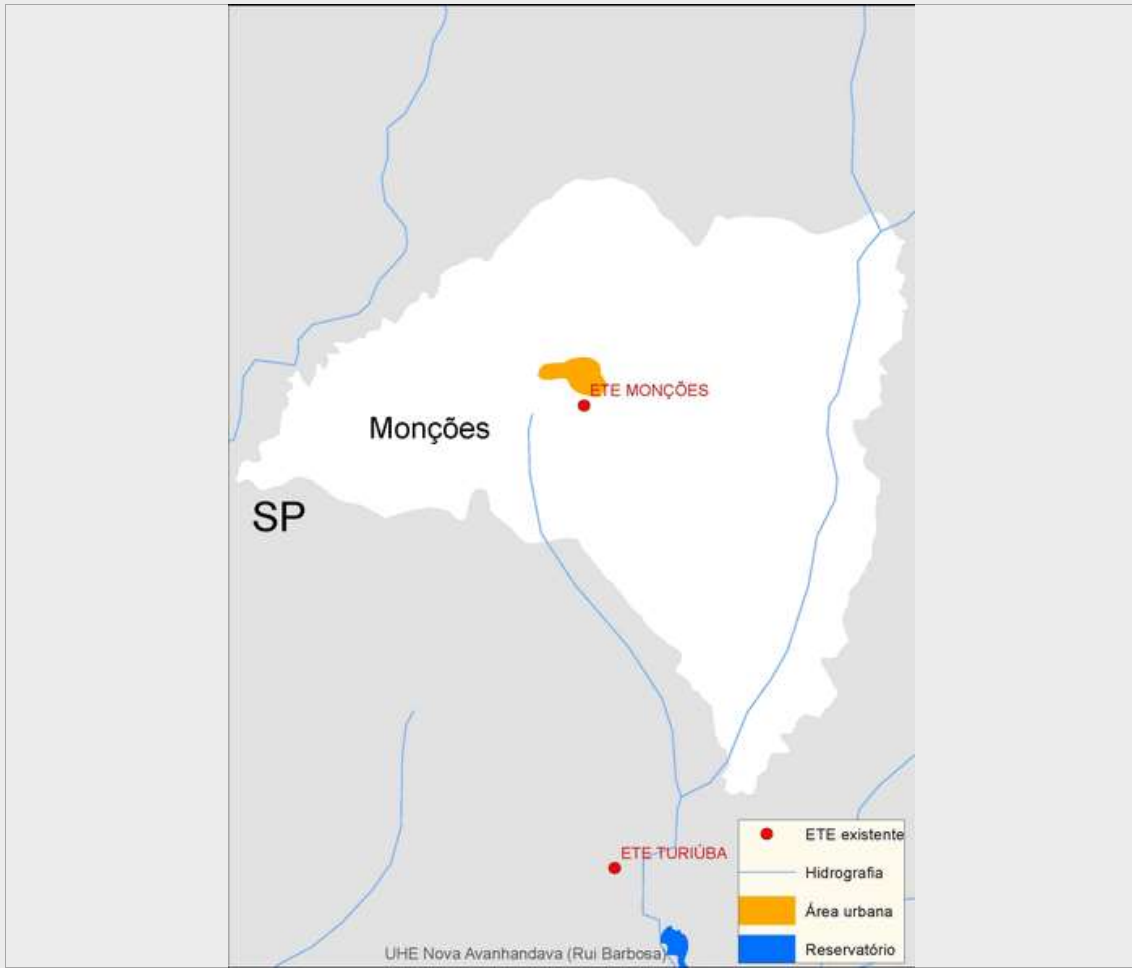 ETE MONÇÕES
Monções
SP
ETE TURIÚBA
UHE Nova Avanhandava (Rui Barbosa)
ETE existente
Hidrografia
Área urbana
Reservatório